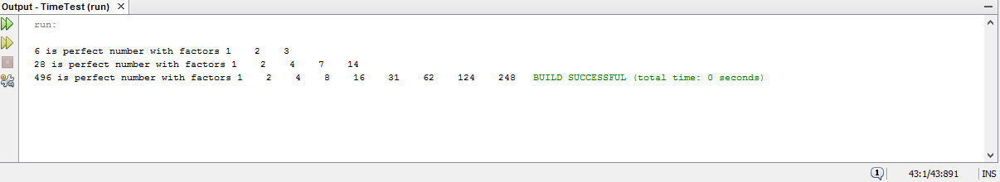 Output - TimeTest (run)
run:
6 is perfect number with factors 1    2    3
28 is perfect number with factors 1    2    4    7    14
496 is perfect number with factors 1    2    4    8    16    31    62    124    248    BUILD SUCCESSFUL (total time: 0 seconds)
1    43:1/43:891    INS